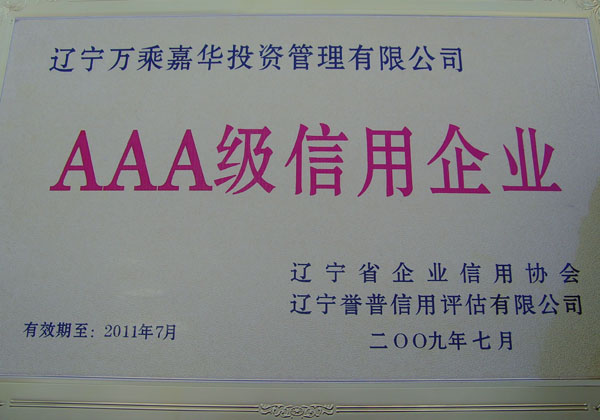 辽宁万乘嘉华投资管理有限公司
AAA级信用企业
辽宁省企业信用协会
辽宁誉普信用评估有限公司
有效期至：2011年7月
二〇〇九年七月